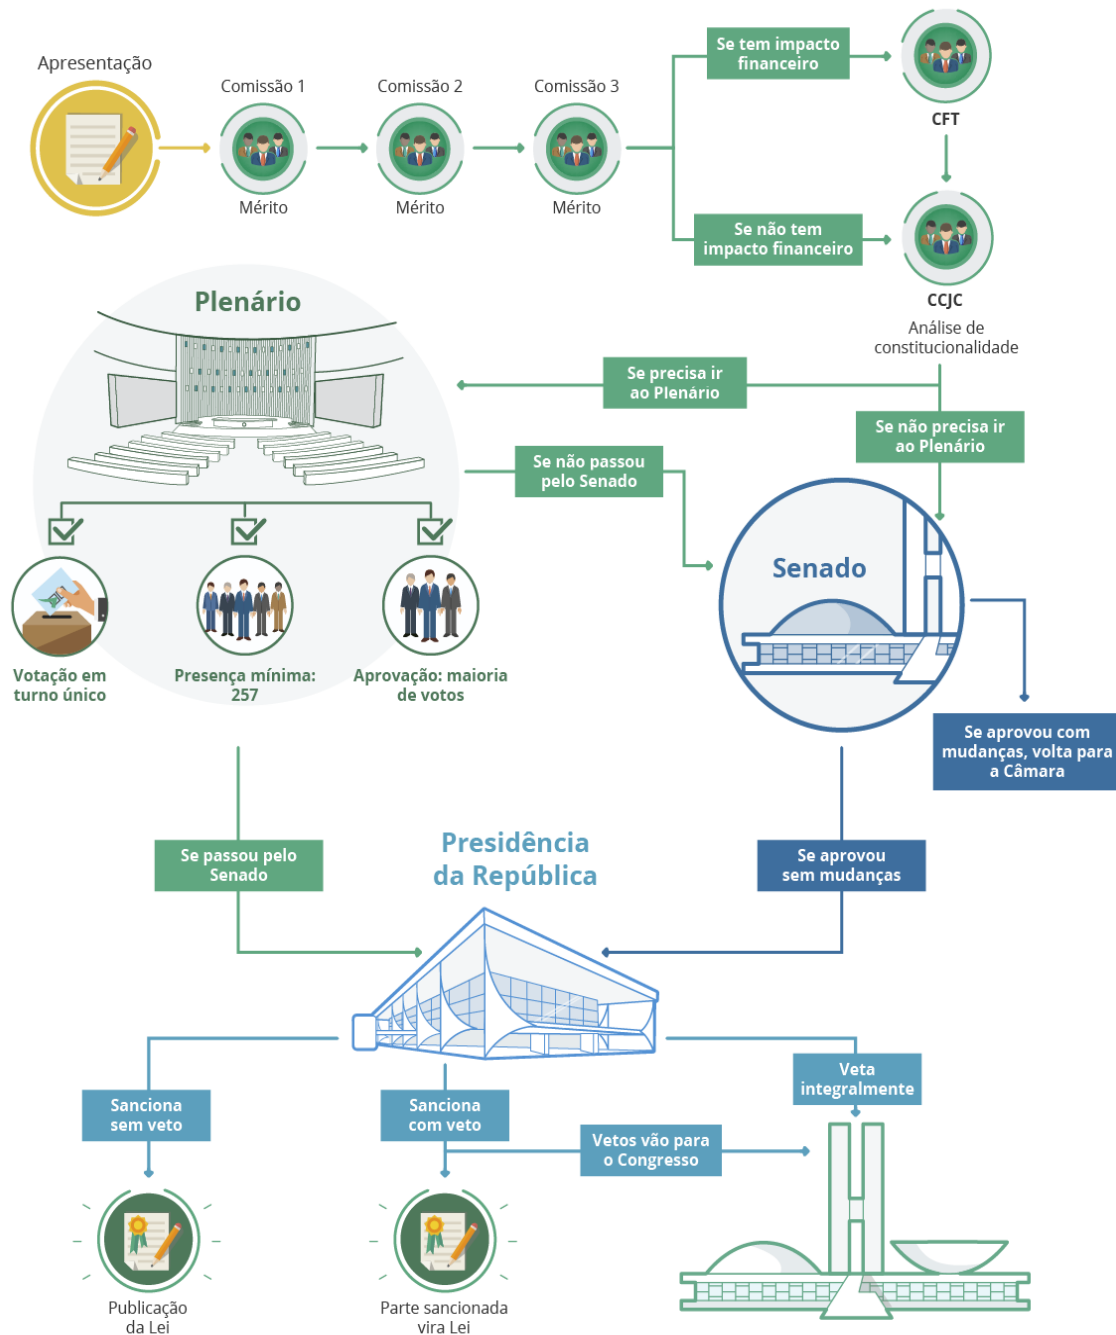 Apresentação
Comissão 1
Comissão 2
Comissão 3
Mérito
Mérito
Mérito
Se tem impacto
financeiro
CFT
Se não tem
impacto financeiro
CCJC
Análise de
constitucionalidade
Plenário
Se precisa ir
ao Plenário
Se não precisa ir
ao Plenário
Se não passou
pelo Senado
Senado
Votação em
turno único
Presença mínima:
257
Aprovação: maioria
de votos
Se aprovou com
mudanças, volta para
a Câmara
Se passou pelo
Senado
Presidência
da República
Se aprovou
sem mudanças
Sanciona
sem veto
Sanciona
com veto
Veta
integralmente
Vetos vão para
o Congresso
Publicação
da Lei
Parte sancionada
vira Lei